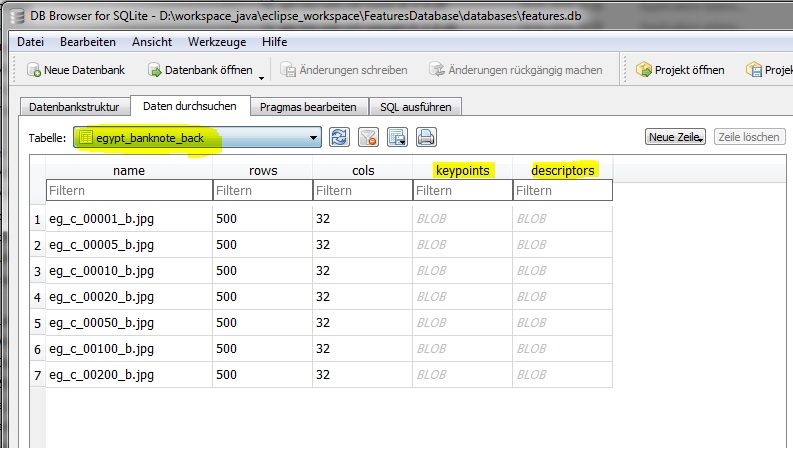 DB Browser for SQLite - D:\workspace_java\eclipse_workspace\FeaturesDatabase\databases\features.db
Datei Bearbeiten Ansicht Werkzeuge Hilfe
Neue Datenbank Datenbank öffnen Änderungen schreiben Änderungen rückgängig machen Projekt öffnen Proje
Datenbankstruktur Daten durchsuchen Pragmas bearbeiten SQL ausführen
Tabelle: egypt_banknote_back Neue Zeile Zeile löschen
name rows cols keypoints descriptors
Filtern Filtern Filtern Filtern Filtern
1 eg_c_00001_b.jpg 500 32 BLOB BLOB
2 eg_c_00005_b.jpg 500 32 BLOB BLOB
3 eg_c_00010_b.jpg 500 32 BLOB BLOB
4 eg_c_00020_b.jpg 500 32 BLOB BLOB
5 eg_c_00050_b.jpg 500 32 BLOB BLOB
6 eg_c_00100_b.jpg 500 32 BLOB BLOB
7 eg_c_00200_b.jpg 500 32 BLOB BLOB